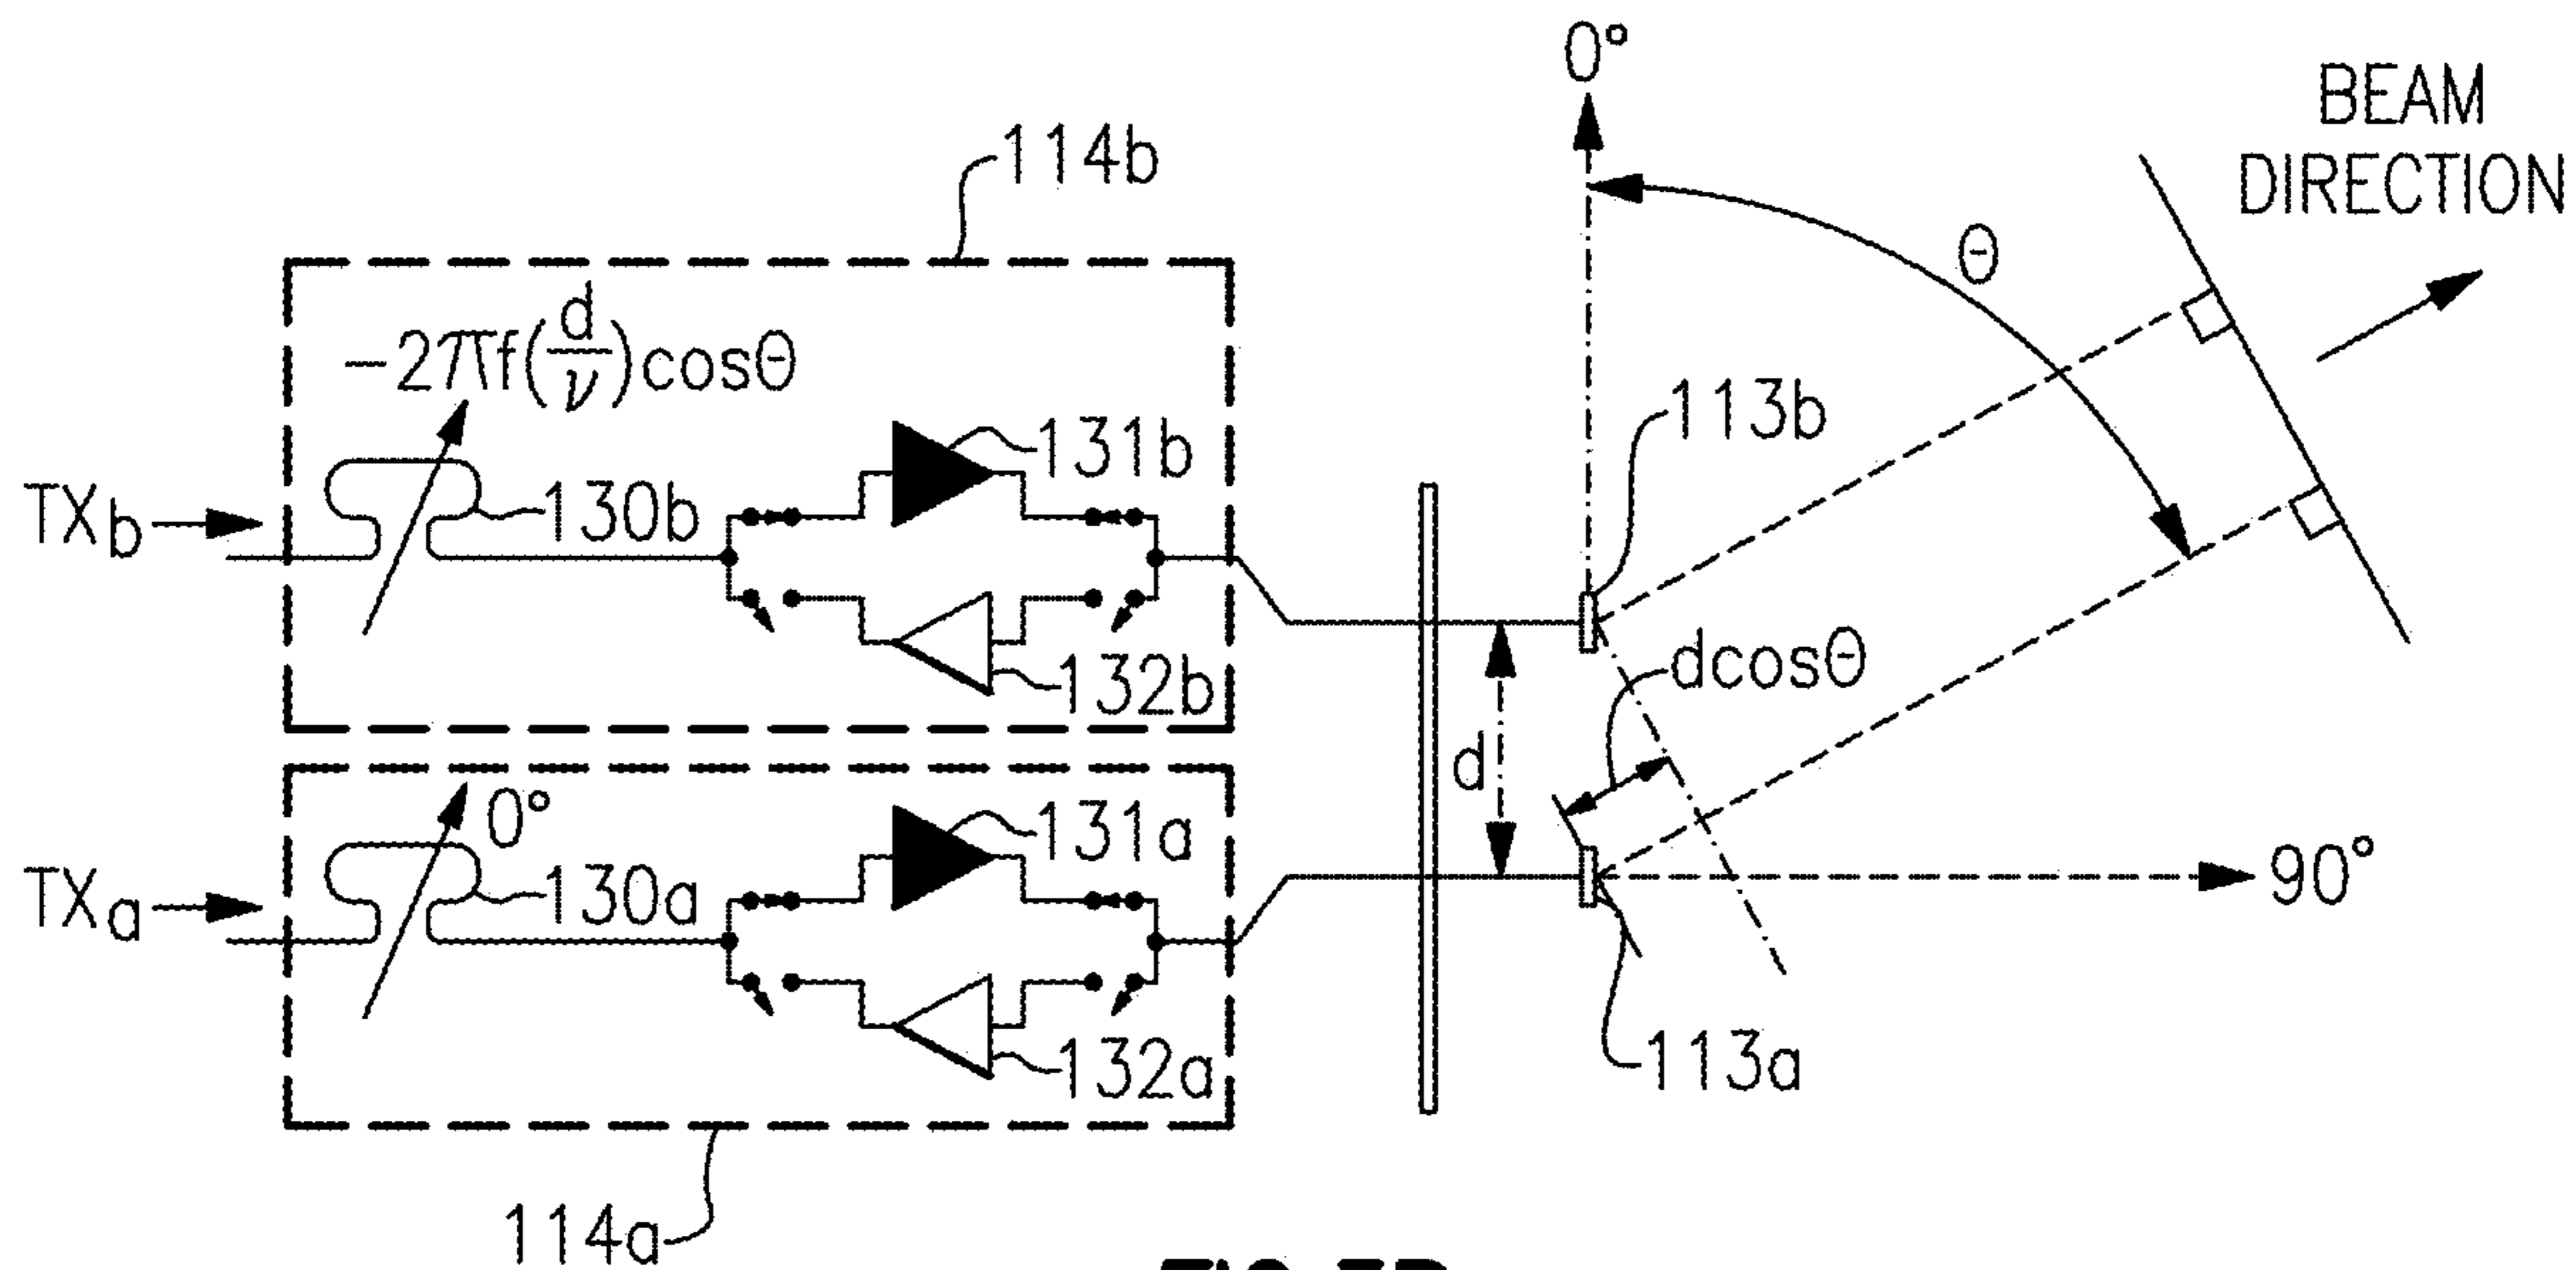 0°
BEAM
DIRECTION
114b
θ
-2πf(d/ν)cosθ
113b
131b
TXb
130b
dcosθ
132b
d
0°
131a
TXa
130a
90°
132a
113a
114a